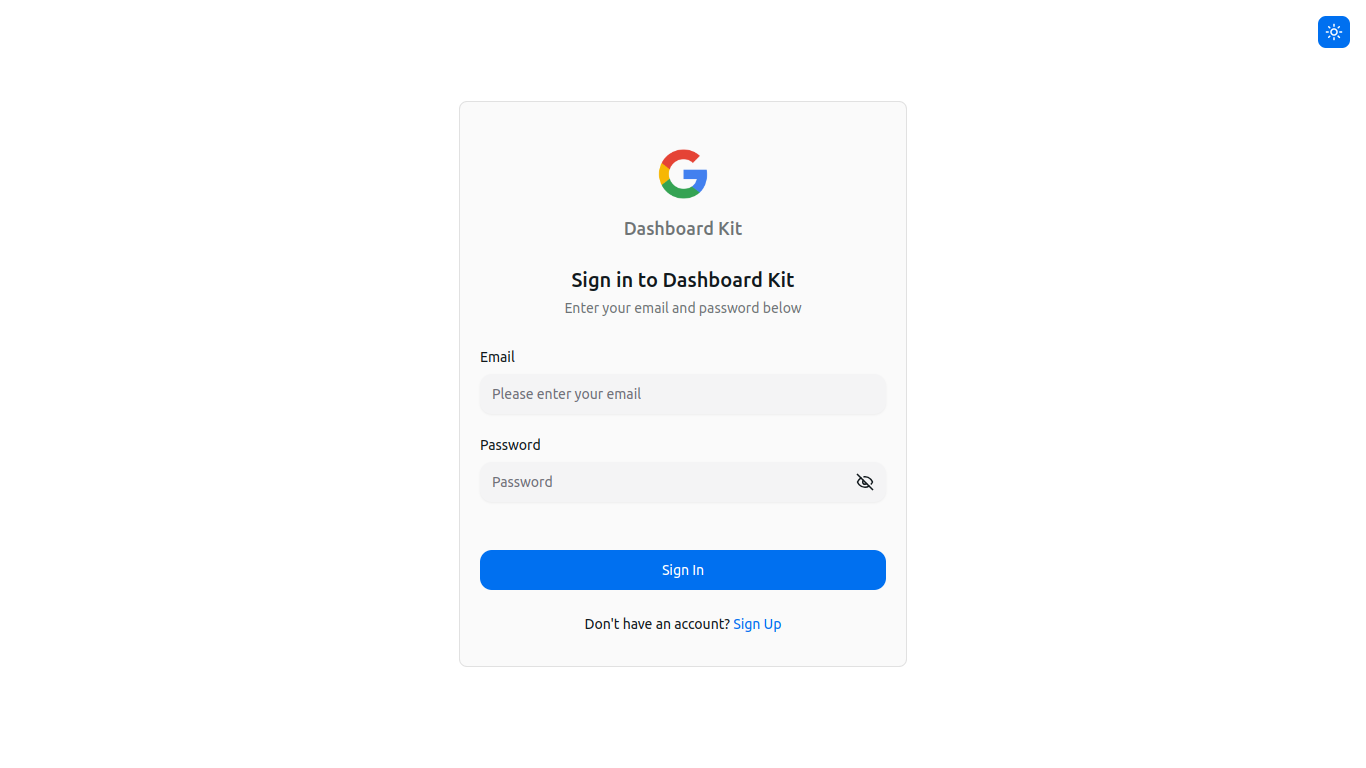 Dashboard Kit
Sign in to Dashboard Kit
Enter your email and password below
Email
Please enter your email
Password
Password
Sign In
Don't have an account? Sign Up